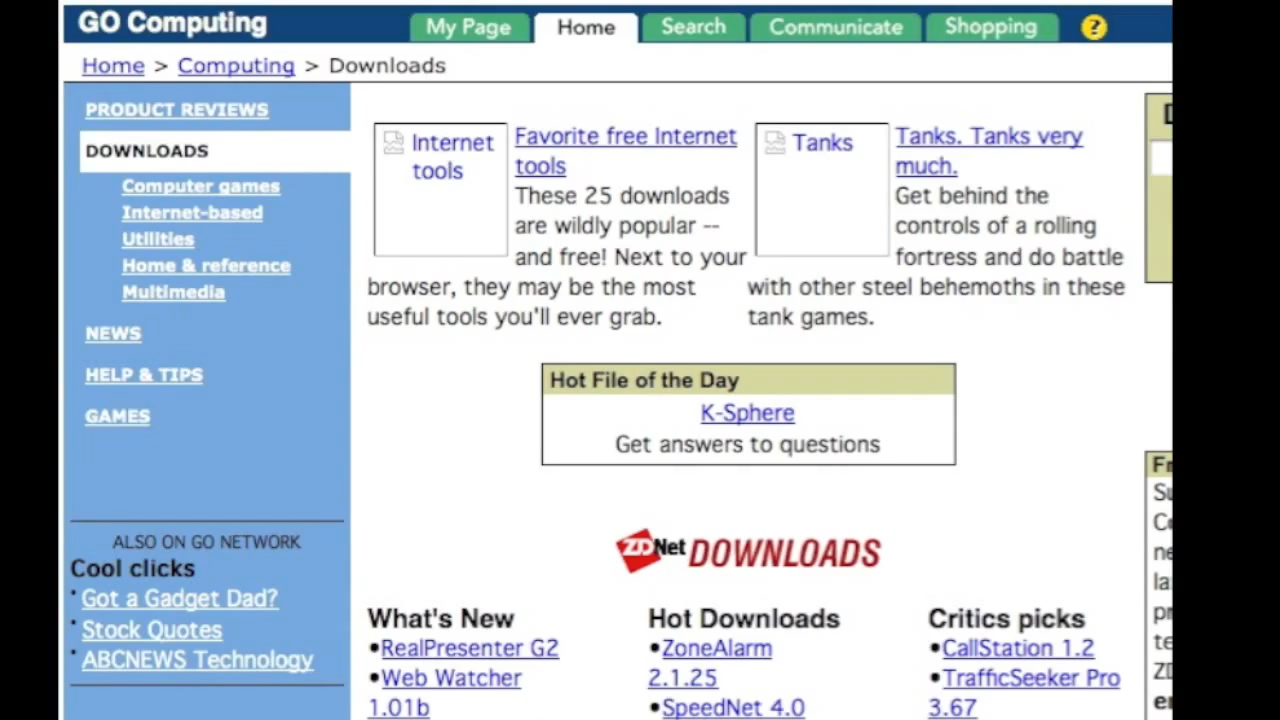 GO Computing
My Page
Home
Search
Communicate
Shopping
?
Home > Computing > Downloads
PRODUCT REVIEWS
DOWNLOADS
Computer games
Internet-based
Utilities
Home & reference
Multimedia
NEWS
HELP & TIPS
GAMES
ALSO ON GO NETWORK
Cool clicks
Got a Gadget Dad?
Stock Quotes
ABCNEWS Technology
Internet
tools
Favorite free Internet
tools
These 25 downloads
are wildly popular --
and free! Next to your
browser, they may be the most
useful tools you'll ever grab.
Tanks
Tanks. Tanks very
much.
Get behind the
controls of a rolling
fortress and do battle
with other steel behemoths in these
tank games.
Hot File of the Day
K-Sphere
Get answers to questions
ZDNet DOWNLOADS
What's New
•RealPresenter G2
•Web Watcher
1.01b
Hot Downloads
•ZoneAlarm
2.1.25
•SpeedNet 4.0
Critics picks
•CallStation 1.2
•TrafficSeeker Pro
3.67